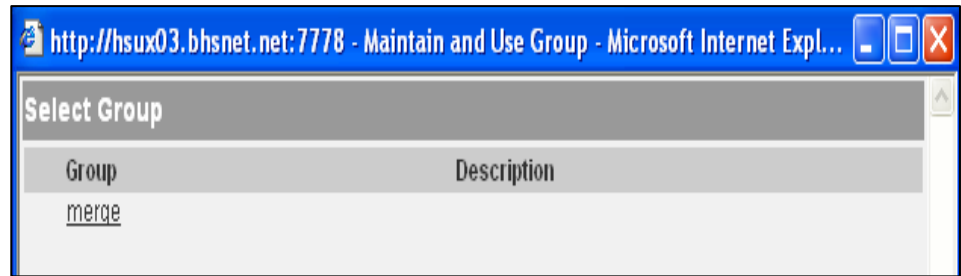 http://hsux03.bhsnet.net:7778 - Maintain and Use Group - Microsoft Internet Expl...
Select Group
Group Description
merge